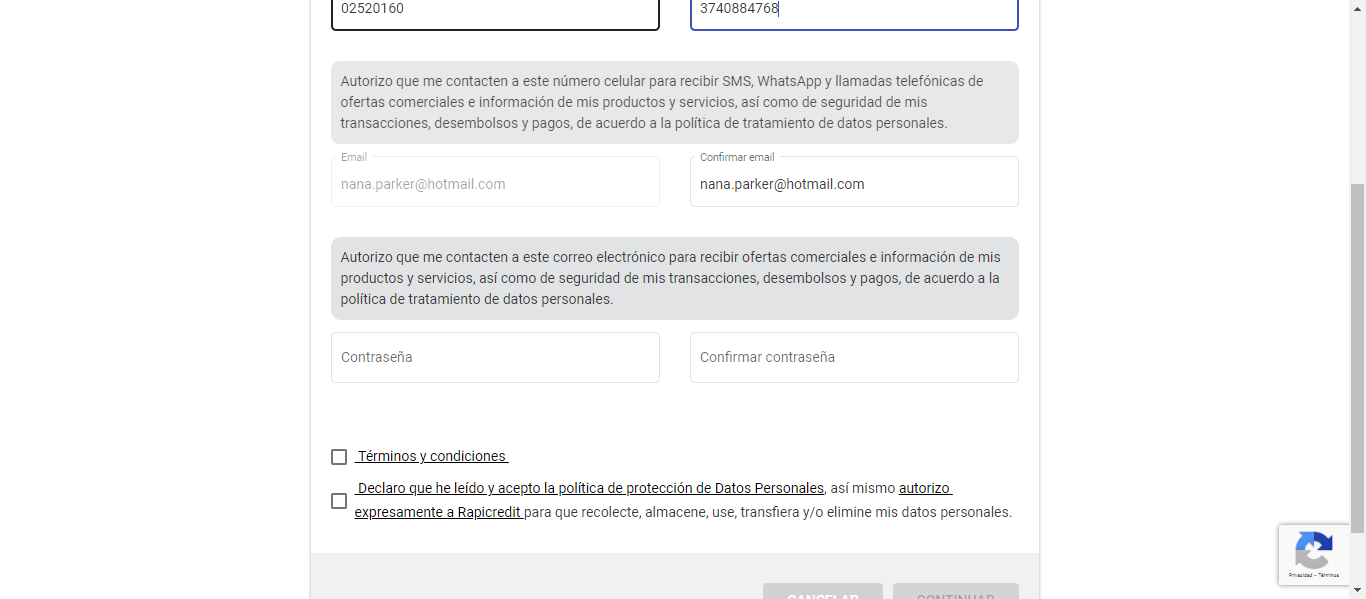 02520160
3740884768
Autorizo que me contacten a este número celular para recibir SMS, WhatsApp y llamadas telefónicas de
ofertas comerciales e información de mis productos y servicios, así como de seguridad de mis
transacciones, desembolsos y pagos, de acuerdo a la política de tratamiento de datos personales.
Email
nana.parker@hotmail.com
Confirmar email
nana.parker@hotmail.com
Autorizo que me contacten a este correo electrónico para recibir ofertas comerciales e información de mis
productos y servicios, así como de seguridad de mis transacciones, desembolsos y pagos, de acuerdo a la
política de tratamiento de datos personales.
Contraseña
Confirmar contraseña
Términos y condiciones
Declaro que he leído y acepto la política de protección de Datos Personales, así mismo autorizo
expresamente a Rapicredit para que recolecte, almacene, use, transfiera y/o elimine mis datos personales.
CANCELAR
CONTINUAR
Privacidad - Términos